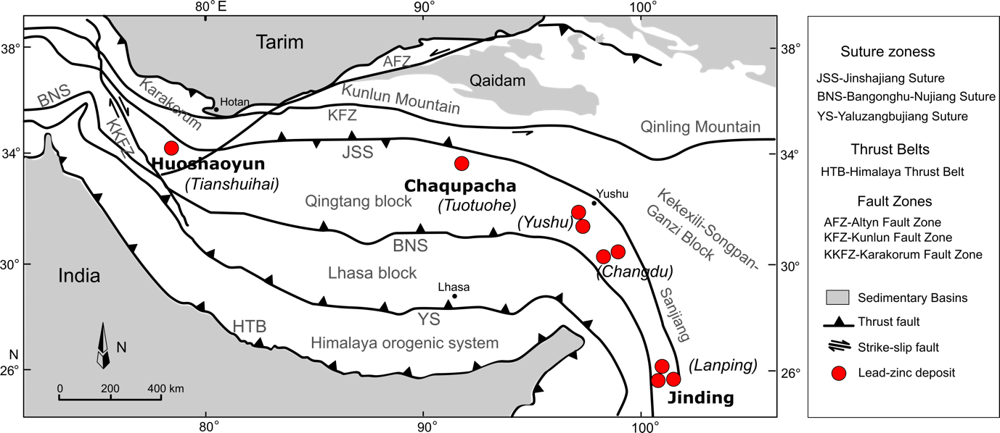 80° E
90°
100°
38°
34°
30°
N
26°
38°
34°
30°
26°
80°
90°
100°
Tarim
AFZ
Qaidam
BNS
Karakorum
Hotan
Kunlun Mountain
KFZ
Qinling Mountain
KKFZ
JSS
Huoshaoyun
(Tianshuihai)
Chaqupacha
(Tuotuohe)
Qingtang block
Yushu
(Yushu)
Kekexili-Songpan-
Ganzi Block
BNS
(Changdu)
Lhasa block
India
Lhasa
Sanjiang
YS
HTB
Himalaya orogenic system
N
(Lanping)
Jinding
0 200 400 km
Suture zoness
JSS-Jinshajiang Suture
BNS-Bangonghu-Nujiang Suture
YS-Yaluzangbujiang Suture
Thrust Belts
HTB-Himalaya Thrust Belt
Fault Zones
AFZ-Altyn Fault Zone
KFZ-Kunlun Fault Zone
KKFZ-Karakorum Fault Zone
Sedimentary Basins
Thrust fault
Strike-slip fault
Lead-zinc deposit